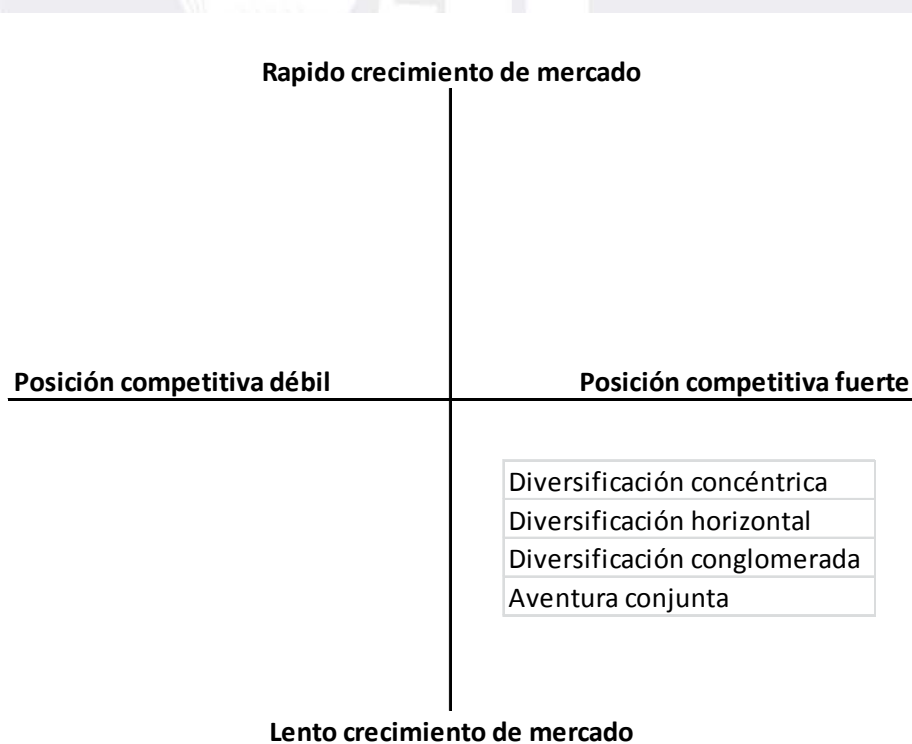 Rapido crecimiento de mercado
Posición competitiva débil
Posición competitiva fuerte
Diversificación concéntrica
Diversificación horizontal
Diversificación conglomerada
Aventura conjunta
Lento crecimiento de mercado